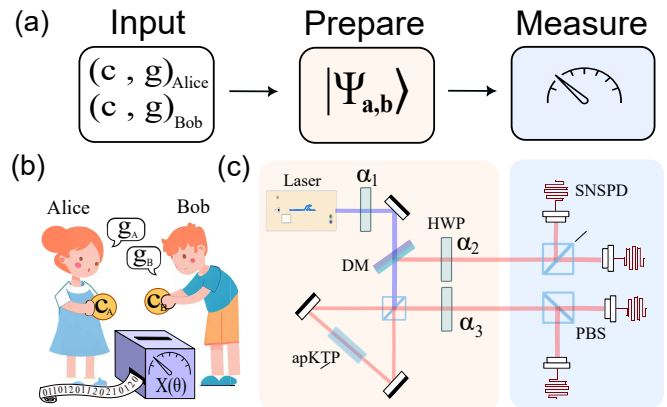 (a)
Input
Prepare
Measure
(c , g)Alice
(c , g)Bob
|Ψa,b⟩
(b)
Alice
Bob
gA
gB
cA
cB
X(θ)
0110120112020210120
(c)
Laser
α1
HWP
α2
DM
α3
apKTP
SNSPD
PBS